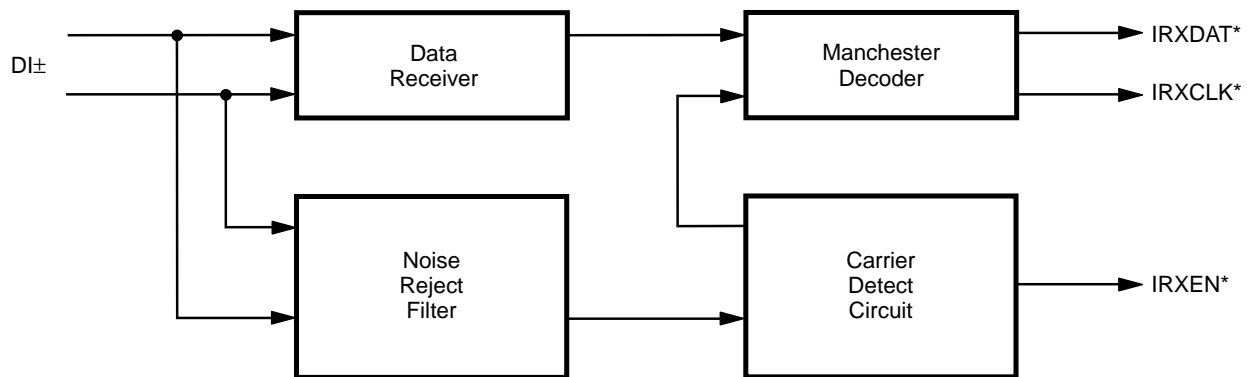 DI±
Data
Receiver
Manchester
Decoder
IRXDAT*
IRXCLK*
Noise
Reject
Filter
Carrier
Detect
Circuit
IRXEN*